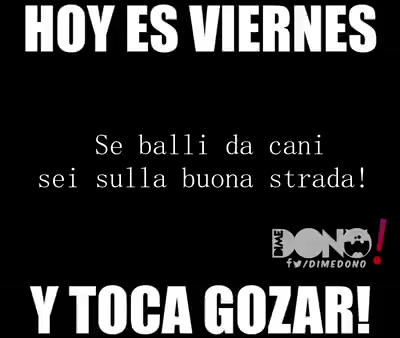 HOY ES VIERNES
Se balli da cani
sei sulla buona strada!
DIME
DONO!
f🐦/DIMEDONO
Y TOCA GOZAR!